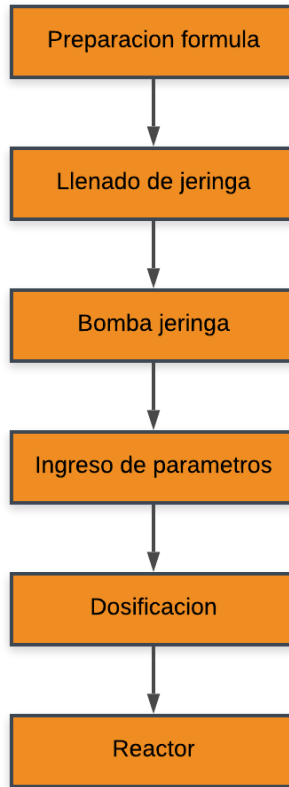 Preparacion formula
Llenado de jeringa
Bomba jeringa
Ingreso de parametros
Dosificacion
Reactor